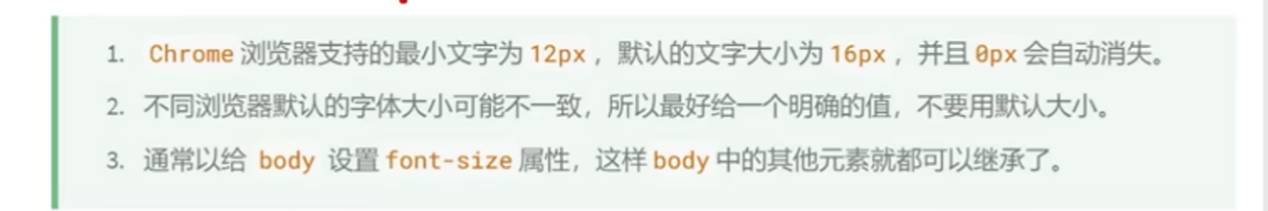 1. Chrome 浏览器支持的最小文字为 12px ，默认的文字大小为 16px ，并且 0px 会自动消失。
2. 不同浏览器默认的字体大小可能不一致，所以最好给一个明确的值，不要用默认大小。
3. 通常以给 body 设置 font-size 属性，这样 body 中的其他元素就都可以继承了。